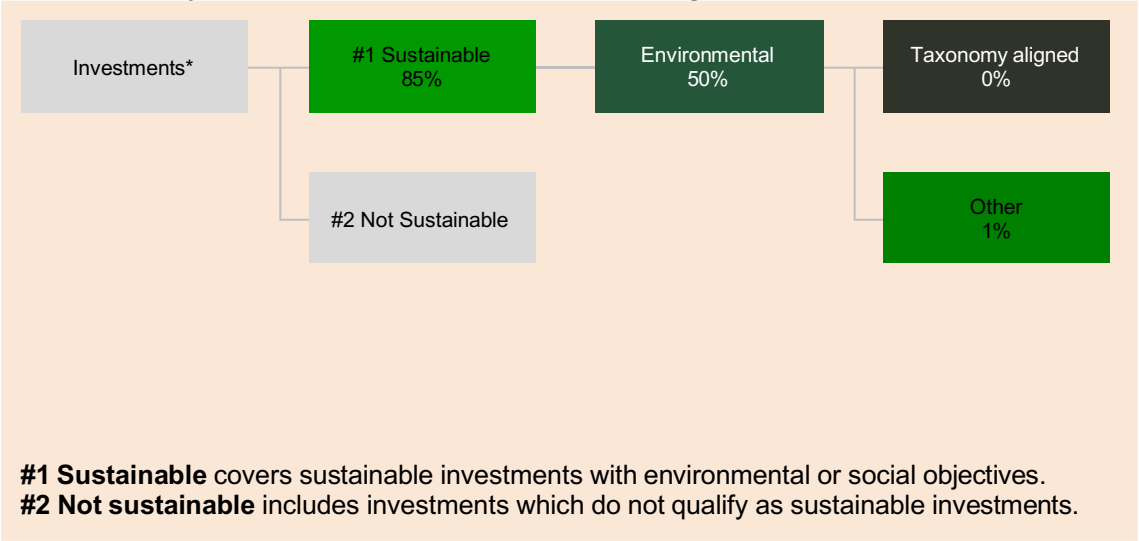 Investments*
#1 Sustainable
85%
Environmental
50%
Taxonomy aligned
0%
#2 Not Sustainable
Other
1%
#1 Sustainable covers sustainable investments with environmental or social objectives.
#2 Not sustainable includes investments which do not qualify as sustainable investments.